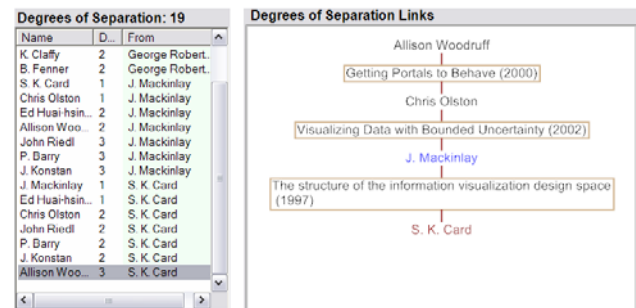 Degrees of Separation: 19
Name D... From
K. Claffy 2 George Robert..
B. Fenner 2 George Robert..
S. K. Card 1 J. Mackinlay
Chris Olston 1 J. Mackinlay
Ed Huai-hsin... 2 J. Mackinlay
Allison Woo... 2 J. Mackinlay
John Riedl 3 J. Mackinlay
P. Barry 3 J. Mackinlay
J. Konstan 3 J. Mackinlay
J. Mackinlay 1 S. K. Card
Ed Huai-hsin... 1 S. K. Card
Chris Olston 2 S. K. Card
John Riedl 2 S. K. Card
P. Barry 2 S. K. Card
J. Konstan 2 S. K. Card
Allison Woo... 3 S. K. Card
Degrees of Separation Links
Allison Woodruff
Getting Portals to Behave (2000)
Chris Olston
Visualizing Data with Bounded Uncertainty (2002)
J. Mackinlay
The structure of the information visualization design space
(1997)
S. K. Card